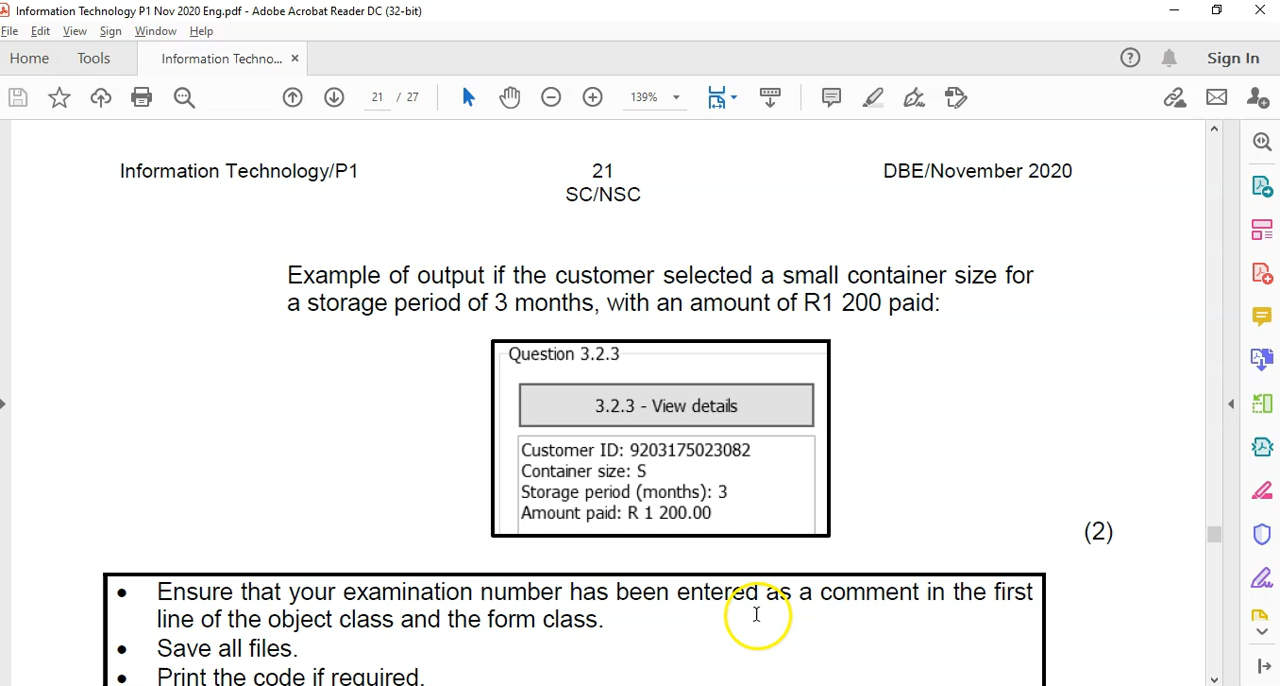 Information Technology P1 Nov 2020 Eng.pdf - Adobe Acrobat Reader DC (32-bit)
File Edit View Sign Window Help
Home Tools Information Techno... × Sign In
21 / 27 139%
Information Technology/P1 21 DBE/November 2020
SC/NSC
Example of output if the customer selected a small container size for
a storage period of 3 months, with an amount of R1 200 paid:
Question 3.2.3
3.2.3 - View details
Customer ID: 9203175023082
Container size: S
Storage period (months): 3
Amount paid: R 1 200.00
(2)
• Ensure that your examination number has been entered as a comment in the first
line of the object class and the form class.
• Save all files.
• Print the code if required.